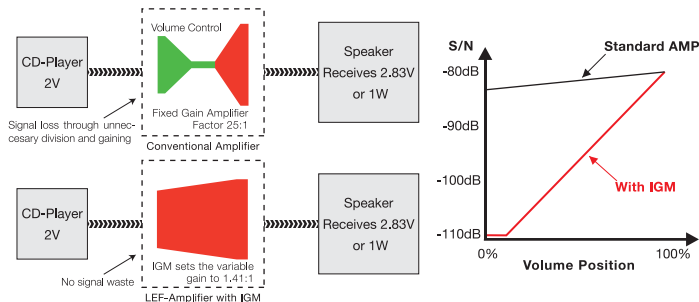 CD-Player
2V
Volume Control
Fixed Gain Amplifier
Factor 25:1
Conventional Amplifier
Signal loss through unnec-
cesary division and gaining
Speaker
Receives 2.83V
or 1W
CD-Player
2V
No signal waste
IGM sets the variable
gain to 1.41:1
LEF-Amplifier with IGM
Speaker
Receives 2.83V
or 1W
S/N
Standard AMP
-80dB
-90dB
-100dB
-110dB
With IGM
0%
100%
Volume Position